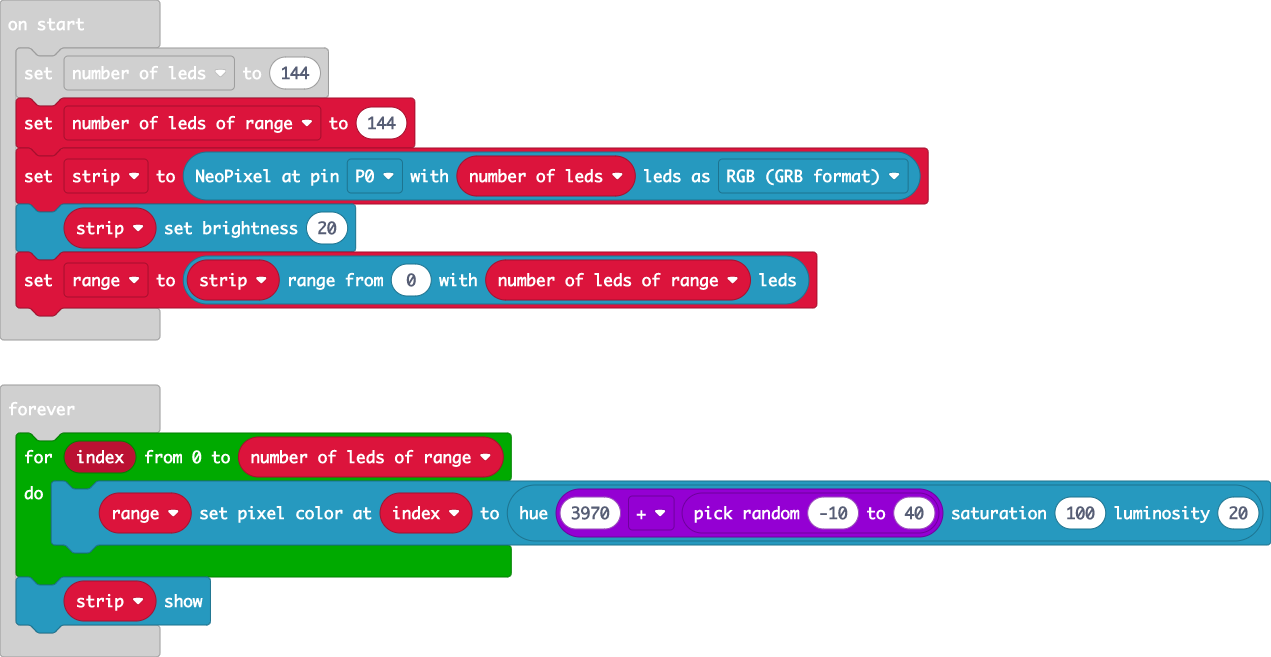 on start
set number of leds to 144
set number of leds of range to 144
set strip to NeoPixel at pin P0 with number of leds leds as RGB (GRB format)
strip set brightness 20
set range to strip range from 0 with number of leds of range leds
forever
for index from 0 to number of leds of range
do
range set pixel color at index to hue 3970 + pick random -10 to 40 saturation 100 luminosity 20
strip show